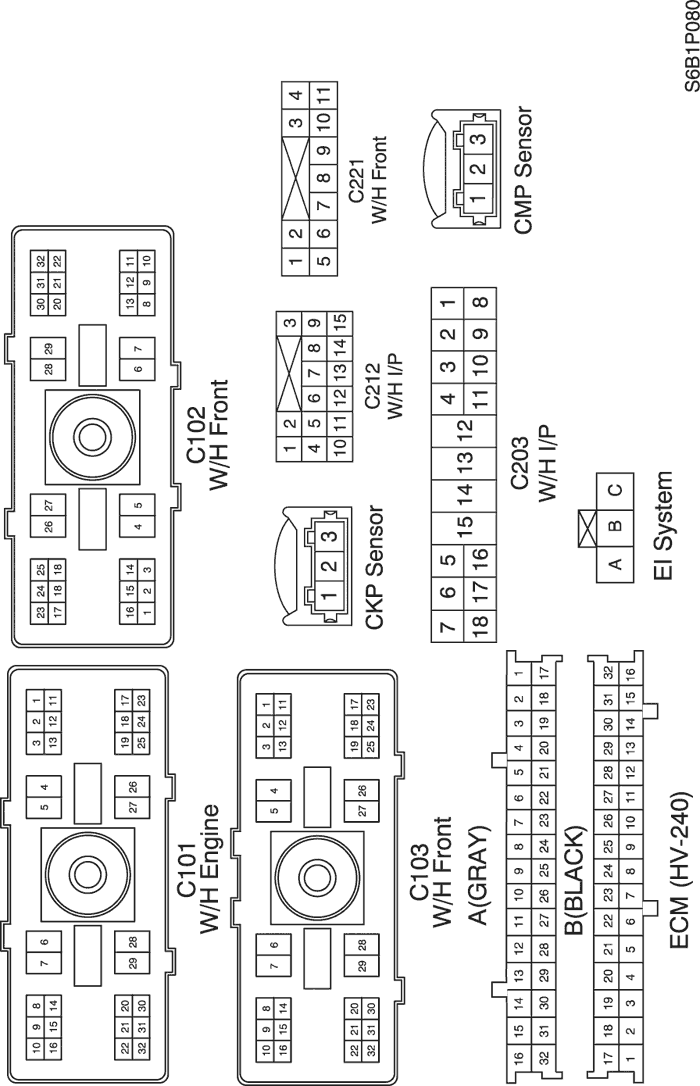 10 9 8 7 6 5 4 3 2 1
16 15 14 13 12 11
22 21 20 29 28 27 26 19 18 17
32 31 30 25 24 23
C101
W/H Engine
23 24 25 26 27 28 29 30 31 32
17 18 18 20 21 22
16 15 14 4 5 6 7 13 12 11
1 2 3 8 9 10
C102
W/H Front
10 9 8 7 6 5 4 3 2 1
16 15 14 13 12 11
22 21 20 29 28 27 26 19 18 17
32 31 30 25 24 23
C103
W/H Front
1 2 3
CKP Sensor
1 2 3
4 5 6 7 8 9
10 11 12 13 14 15
C212
W/H I/P
1 2 3 4
5 6 7 8 9 10 11
C221
W/H Front
7 6 5 15 14 13 12 4 3 2 1
18 17 16 11 10 9 8
C203
W/H I/P
1 2 3
CMP Sensor
A(GRAY)
16 15 14 13 12 11 10 9 8 7 6 5 4 3 2 1
32 31 30 29 28 27 26 25 24 23 22 21 20 19 18 17
B(BLACK)
17 18 19 20 21 22 23 24 25 26 27 28 29 30 31 32
1 2 3 4 5 6 7 8 9 10 11 12 13 14 15 16
ECM (HV-240)
A B C
EI System
S6B1P080